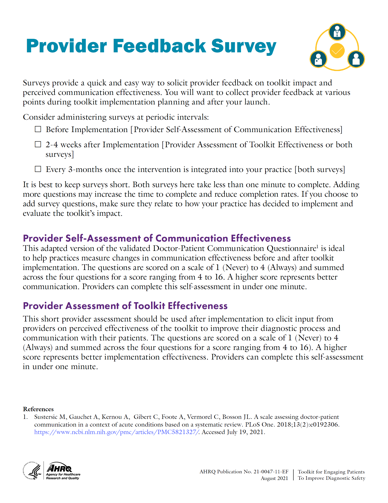 Provider Feedback Survey
Surveys provide a quick and easy way to solicit provider feedback on toolkit impact and
perceived communication effectiveness. You will want to collect provider feedback at various
points during toolkit implementation planning and after your launch.
Consider administering surveys at periodic intervals:
☐ Before Implementation [Provider Self-Assessment of Communication Effectiveness]
☐ 2-4 weeks after Implementation [Provider Assessment of Toolkit Effectiveness or both
surveys]
☐ Every 3-months once the intervention is integrated into your practice [both surveys]
It is best to keep surveys short. Both surveys here take less than one minute to complete. Adding
more questions may increase the time to complete and reduce completion rates. If you choose to
add survey questions, make sure they relate to how your practice has decided to implement and
evaluate the toolkit's impact.
Provider Self-Assessment of Communication Effectiveness
This adapted version of the validated Doctor-Patient Communication Questionnaire¹ is ideal
to help practices measure changes in communication effectiveness before and after toolkit
implementation. The questions are scored on a scale of 1 (Never) to 4 (Always) and summed
across the four questions for a score ranging from 4 to 16. A higher score represents better
communication. Providers can complete this self-assessment in under one minute.
Provider Assessment of Toolkit Effectiveness
This short provider assessment should be used after implementation to elicit input from
providers on perceived effectiveness of the toolkit to improve their diagnostic process and
communication with their patients. The questions are scored on a scale of 1 (Never) to 4
(Always) and summed across the four questions for a score ranging from 4 to 16). A higher
score represents better implementation effectiveness. Providers can complete this self-assessment
in under one minute.
References
1. Sustersic M, Gauchet A, Kernou A, Gibert C, Foote A, Vermorel C, Bosson JL. A scale assessing doctor-patient
communication in a context of acute conditions based on a systematic review. PLoS One. 2018;13(2):e0192306.
https://www.ncbi.nlm.nih.gov/pmc/articles/PMC5821327/. Accessed July 19, 2021.
AHRQ
Agency for Healthcare
Research and Quality
AHRQ Publication No. 21-0047-11-EF
August 2021
Toolkit for Engaging Patients
To Improve Diagnostic Safety